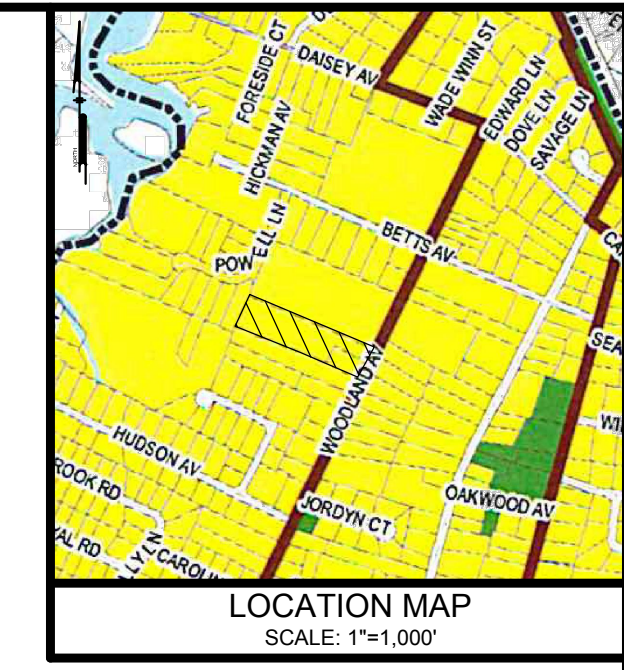 NORTH
FORESIDE CT
DAISEY AV
WADE WINN ST
EDWARD LN
DOVE LN
SAVAGE LN
HICKMAN AV
BETTS AV
POWELL LN
WOODLAND AV
HUDSON AV
JORDYN CT
OAKWOOD AV
LOCATION MAP
SCALE: 1"=1,000'